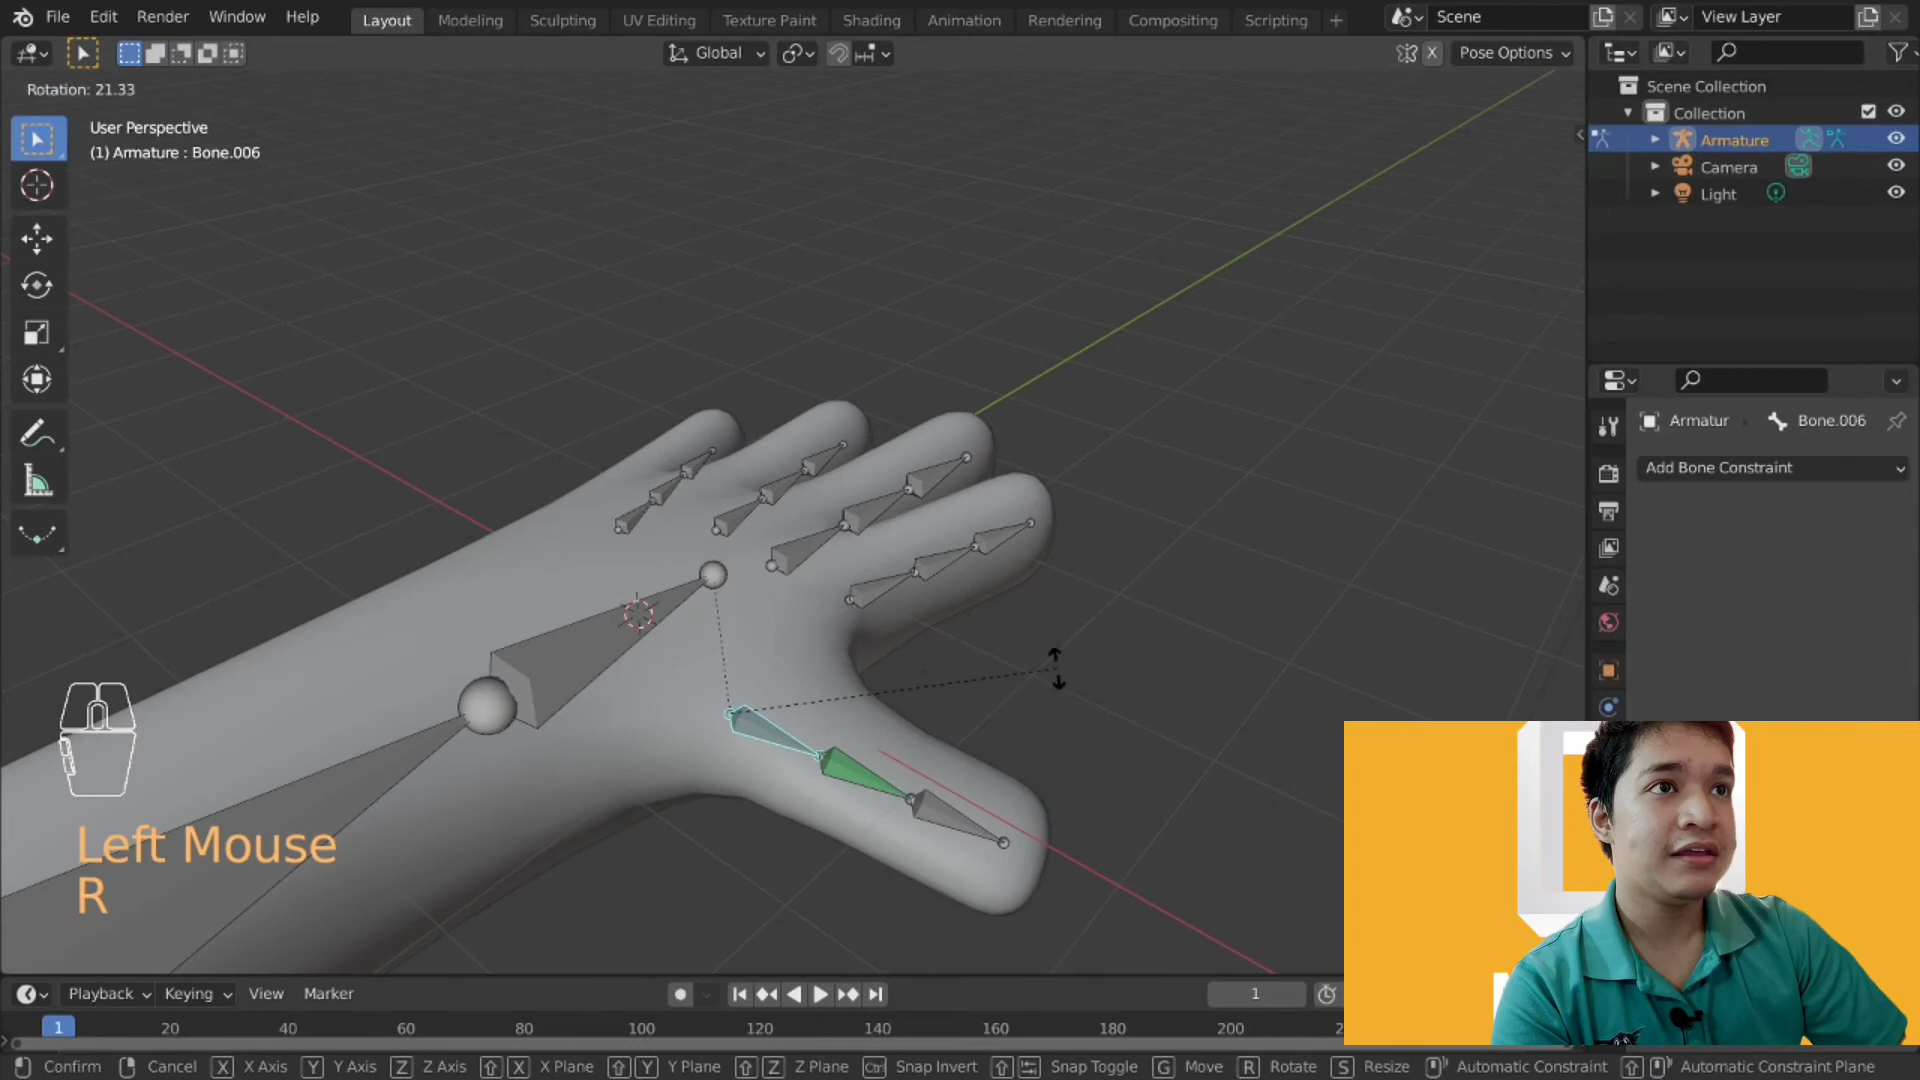 File Edit Render Window Help Layout Modeling Sculpting UV Editing Texture Paint Shading Animation Rendering Compositing Scripting + Scene View Layer
Global X Pose Options
Rotation: 21.33
User Perspective
(1) Armature : Bone.006
Scene Collection
Collection
Armature
Camera
Light
Armatur Bone.006
Add Bone Constraint
Left Mouse
R
Playback Keying View Marker 1
1 20 40 60 80 100 120 140 160 180 200 2
Confirm Cancel X X Axis Y Y Axis Z Z Axis X X Plane Y Y Plane Z Z Plane Ctrl Snap Invert Snap Toggle G Move R Rotate S Resize Automatic Constraint Automatic Constraint Plane